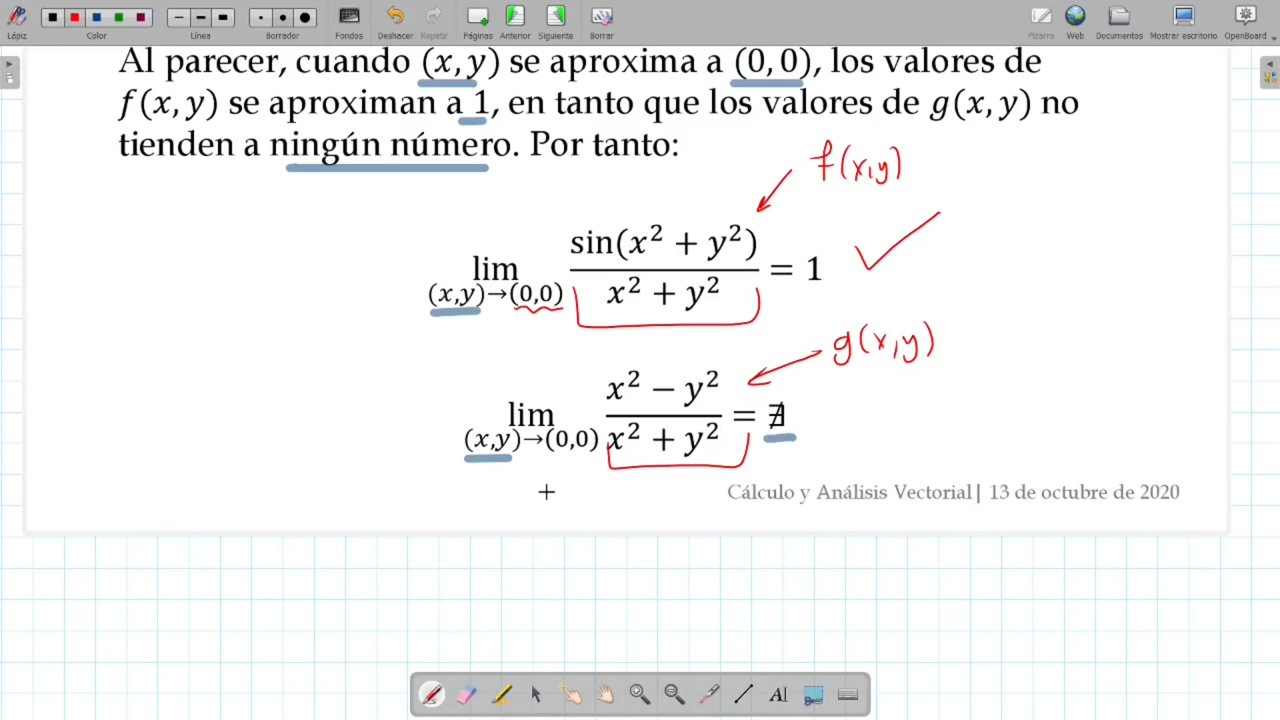 Lápiz Color Línea Borrador Fondos Deshacer Repetir Páginas Anterior Siguiente Borrar Pizarra Web Documentos Mostrar escritorio OpenBoard
Al parecer, cuando (x, y) se aproxima a (0, 0), los valores de
f(x, y) se aproximan a 1, en tanto que los valores de g(x, y) no
tienden a ningún número. Por tanto:
f(x,y)
lim (x,y)→(0,0) sin(x² + y²) / x² + y² = 1
g(x,y)
lim (x,y)→(0,0) x² − y² / x² + y² = ∄
Cálculo y Análisis Vectorial| 13 de octubre de 2020
AI